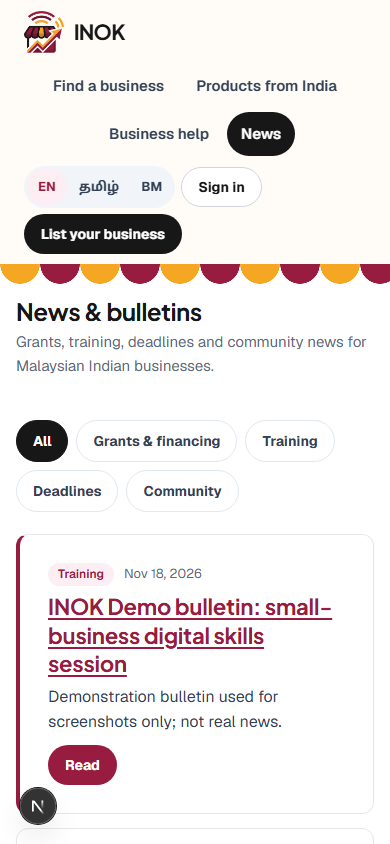 INOK
Find a business
Products from India
Business help
News
EN
தமிழ்
BM
Sign in
List your business
News & bulletins
Grants, training, deadlines and community news for
Malaysian Indian businesses.
All
Grants & financing
Training
Deadlines
Community
Training
Nov 18, 2026
INOK Demo bulletin: small-
business digital skills
session
Demonstration bulletin used for
screenshots only; not real news.
Read
N